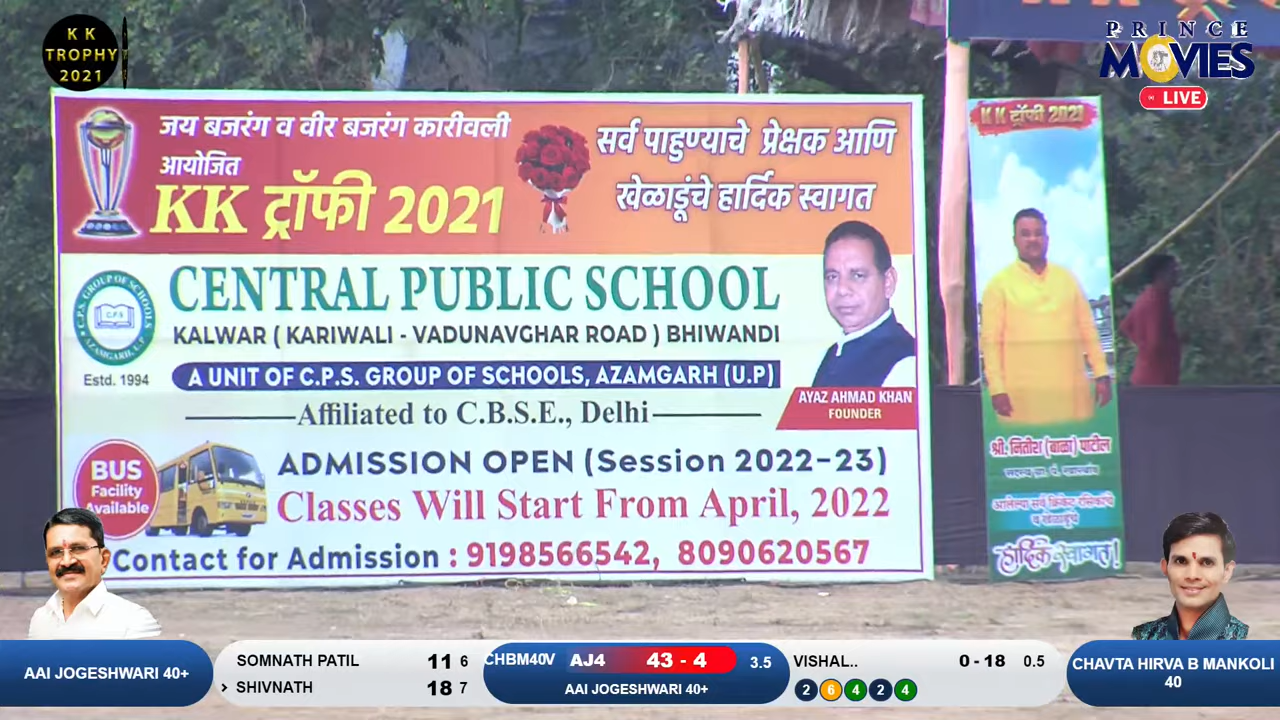 K K
TROPHY
2021
PRINCE
MOVIES
LIVE
जय बजरंग व वीर बजरंग कारीवली
आयोजित
KK ट्रॉफी 2021
सर्व पाहुण्याचे प्रेक्षक आणि
खेळाडूंचे हार्दिक स्वागत
C.P.S. GROUP OF SCHOOLS
C.P.S
AZAMGARH, U.P
Estd. 1994
CENTRAL PUBLIC SCHOOL
KALWAR ( KARIWALI - VADUNAVGHAR ROAD ) BHIWANDI
A UNIT OF C.P.S. GROUP OF SCHOOLS, AZAMGARH (U.P)
Affiliated to C.B.S.E., Delhi
AYAZ AHMAD KHAN
FOUNDER
BUS
Facility
Available
ADMISSION OPEN (Session 2022-23)
Classes Will Start From April, 2022
Contact for Admission : 9198566542, 8090620567
KK ट्रॉफी 2021
श्री. नितीश (बाळा) पाटील
व खेळाडूंचे
हार्दिक स्वागत!
AAI JOGESHWARI 40+
SOMNATH PATIL 11 6
› SHIVNATH 18 7
CHBM40V AJ4 43 - 4 3.5
AAI JOGESHWARI 40+
VISHAL.. 0 - 18 0.5
2 6 4 2 4
CHAVTA HIRVA B MANKOLI
40